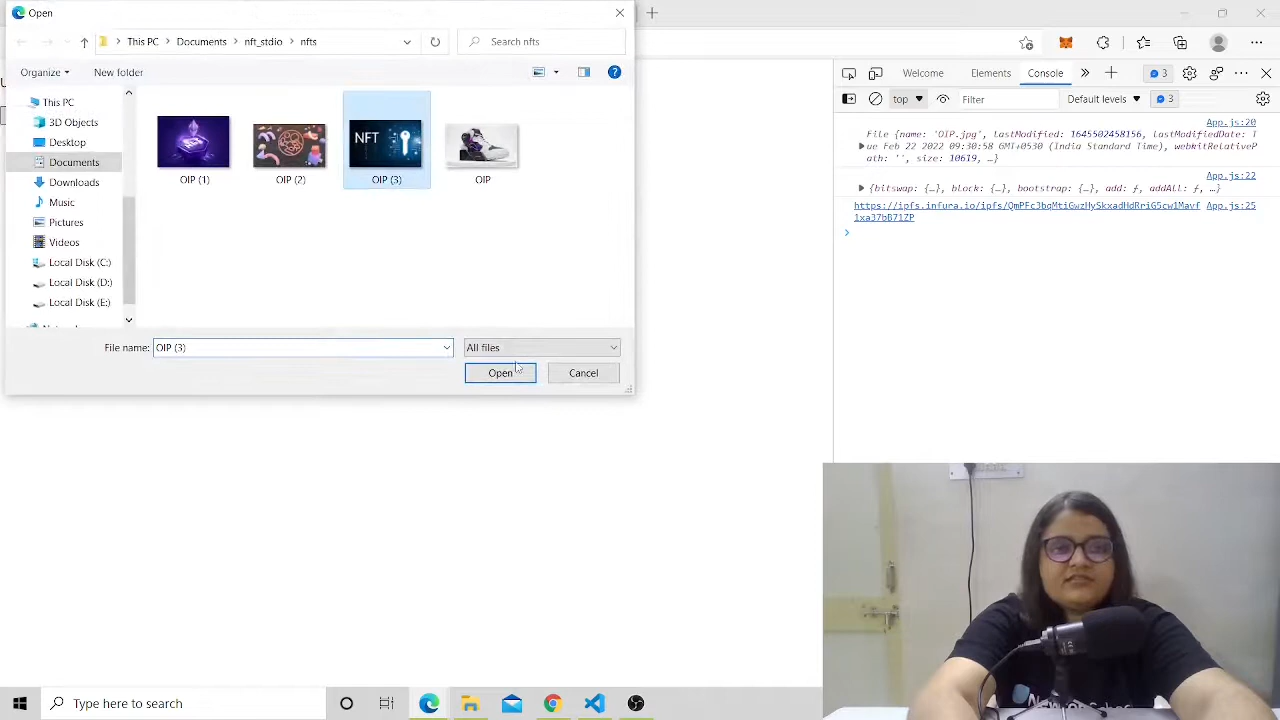 Open
This PC
Documents
nft_stdio
nfts
Search nfts
Organize
New folder
This PC
3D Objects
Desktop
Documents
Downloads
Music
Pictures
Videos
Local Disk (C:)
Local Disk (D:)
Local Disk (E:)
NFT
OIP (1)
OIP (2)
OIP (3)
OIP
File name:
OIP (3)
All files
Open
Cancel
Welcome
Elements
Console
3
top
Filter
Default levels
3
App.js:20
File {name: 'OIP.jpg', lastModified: 1645502458156, lastModifiedDate: T
ue Feb 22 2022 09:30:58 GMT+0530 (India Standard Time), webkitRelativeP
ath: '', size: 10619, …}
App.js:22
{bitswap: {…}, block: {…}, bootstrap: {…}, add: ƒ, addAll: ƒ, …}
App.js:25
Type here to search